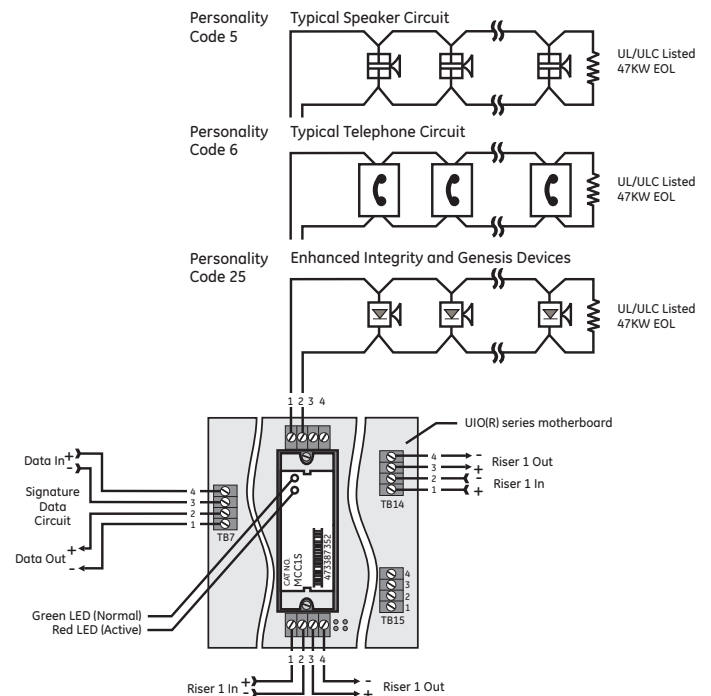 Personality Code 5
Typical Speaker Circuit
UL/ULC Listed
47KW EOL
Personality Code 6
Typical Telephone Circuit
UL/ULC Listed
47KW EOL
Personality Code 25
Enhanced Integrity and Genesis Devices
UL/ULC Listed
47KW EOL
1 2 3 4
UIO(R) series motherboard
Data In + -
Signature
Data
Circuit
Data Out + -
4
3
2
1
TB7
4 - Riser 1 Out
3 +
2 - Riser 1 In
1 +
TB14
CAT NO.
MCC1S
473387352
4
3
2
1
TB15
Green LED (Normal)
Red LED (Active)
1 2 3 4
Riser 1 In + -
- + Riser 1 Out